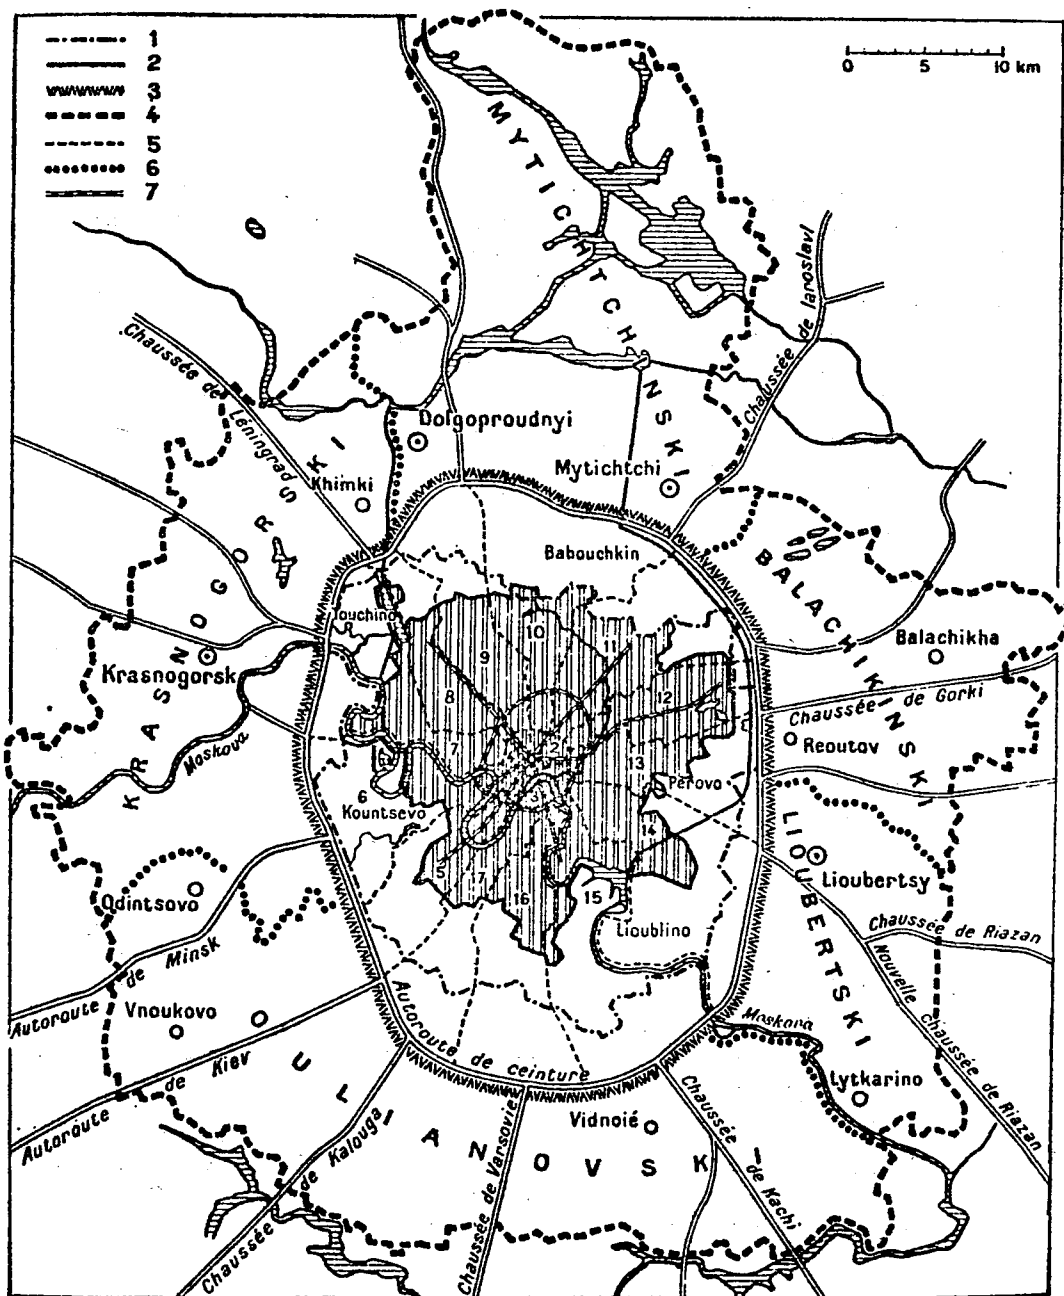 1
2
3
4
5
6
7
0 5 10 km
MYTICHTCHINSKI
Chaussée de Iaroslavl
Chaussée de Léningrad
Dolgoproudnyi
Khimki
Mytichtchi
KRASNOGORSKI
BALACHIKINSKI
Babouchkin
Touchino
Balachikha
Krasnogorsk
Chaussée de Gorki
Reoutov
Moskova
10
11
9
12
8
1
2
7
13
3
Perovo
6
Kountsevo
14
5
7
16
15
Lioublino
LIOUBERTSKI
Lioubertsy
Odintsovo
Autoroute de Minsk
Chaussée de Riazan
Nouvelle chaussée de Riazan
Vnoukovo
Autoroute de Kiev
Autoroute de ceinture
Moskova
Lytkarino
OULIANOVSKI
Vidnoïé
Chaussée de Kalouga
Chaussée de Varsovie
Chaussée de Kachi